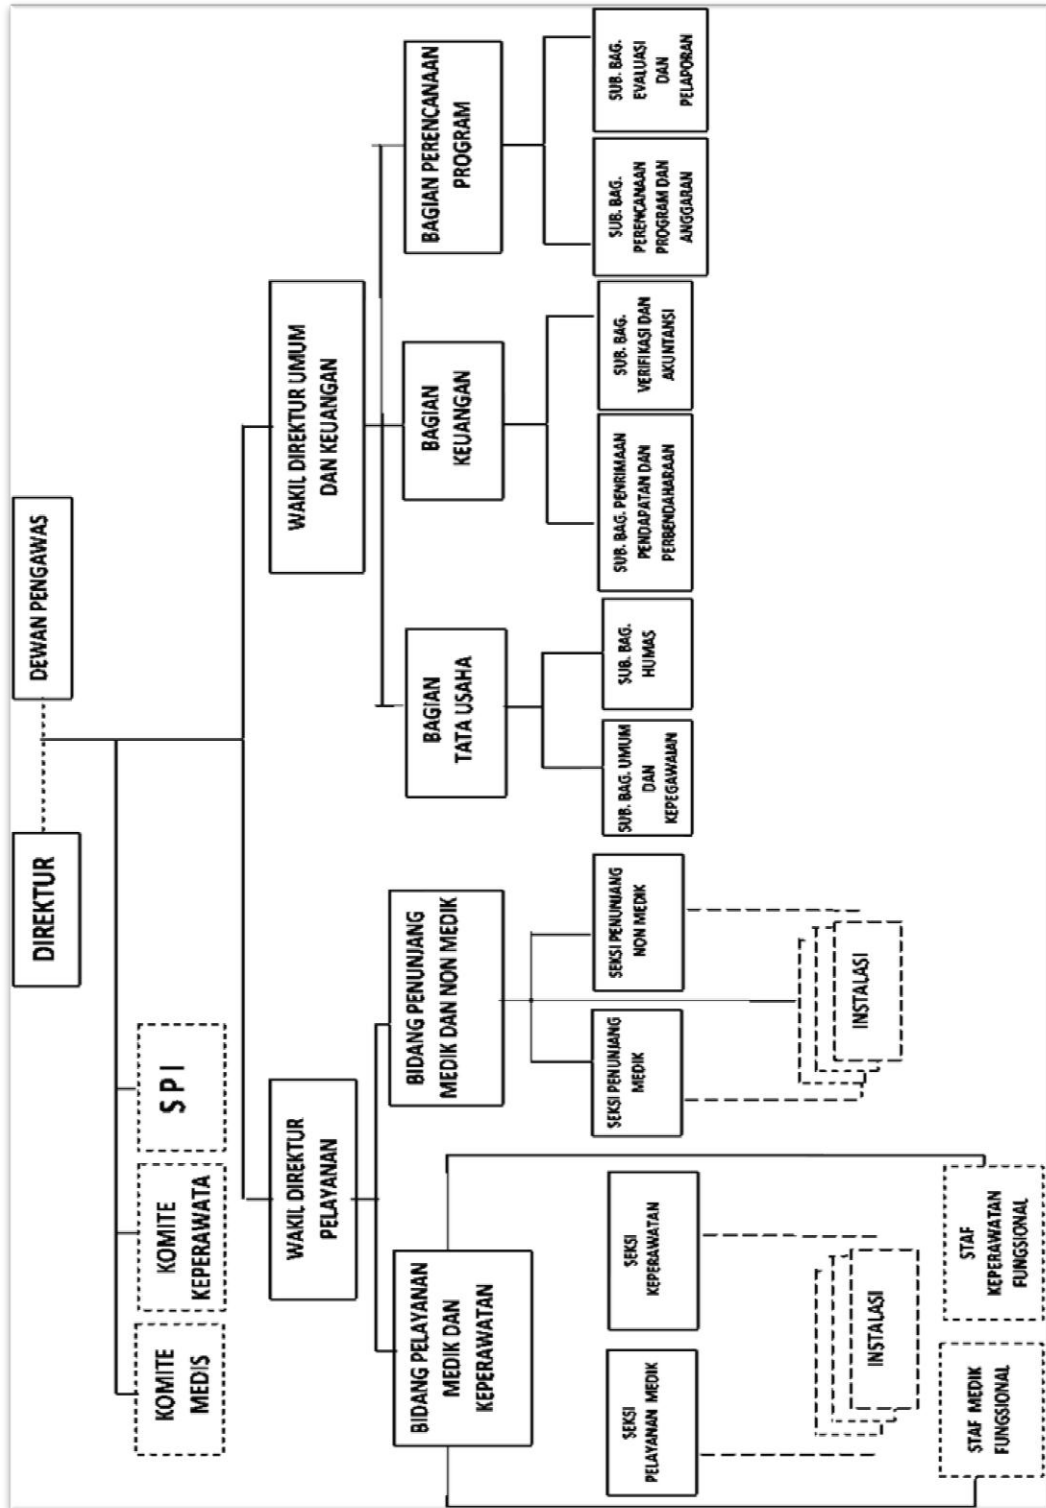 DIREKTUR
DEWAN PENGAWAS
KOMITE
MEDIS
KOMITE
KEPERAWATA
S P I
WAKIL DIREKTUR
PELAYANAN
WAKIL DIREKTUR UMUM
DAN KEUANGAN
BIDANG PELAYANAN
MEDIK DAN
KEPERAWATAN
BIDANG PENUNJANG
MEDIK DAN NON MEDIK
BAGIAN
TATA USAHA
BAGIAN
KEUANGAN
BAGIAN PERENCANAAN
PROGRAM
SEKSI
PELAYANAN MEDIK
SEKSI
KEPERAWATAN
SEKSI PENUNJANG
MEDIK
SEKSI PENUNJANG
NON MEDIK
SUB. BAG. UMUM
DAN
KEPEGAWAIAN
SUB. BAG.
HUMAS
SUB. BAG. PENRIMAAN
PENDAPATAN DAN
PERBENDAHARAAN
SUB. BAG.
VERIFIKASI DAN
AKUNTANSI
SUB. BAG.
PERENCANAAN
PROGRAM DAN
ANGGARAN
SUB. BAG.
EVALUASI
DAN
PELAPORAN
INSTALASI
INSTALASI
STAF MEDIK
FUNGSIONAL
STAF
KEPERAWATAN
FUNGSIONAL